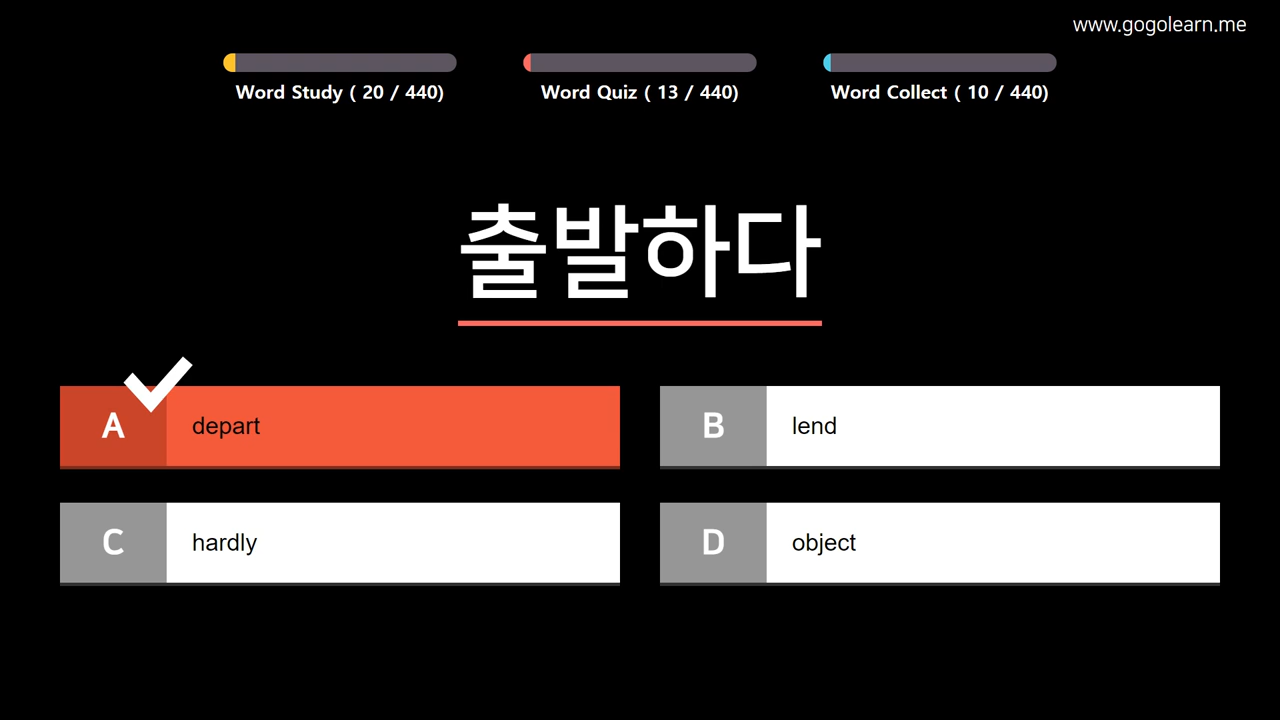 www.gogolearn.me
Word Study ( 20 / 440)
Word Quiz ( 13 / 440)
Word Collect ( 10 / 440)
출발하다
A depart
B lend
C hardly
D object